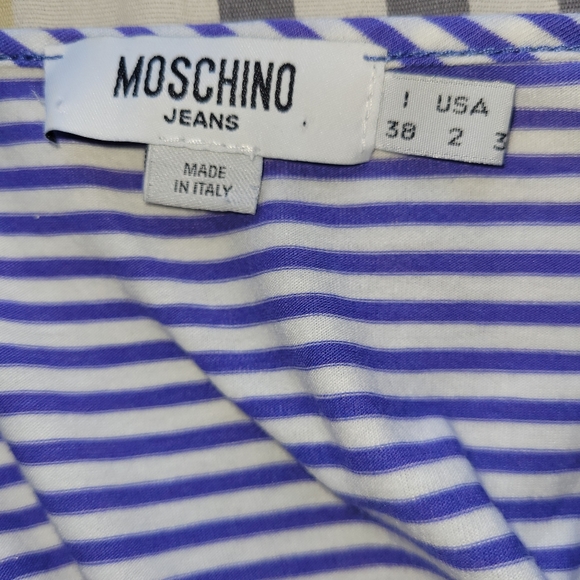 MOSCHINO
JEANS
MADE
IN ITALY
I USA
38 2 3